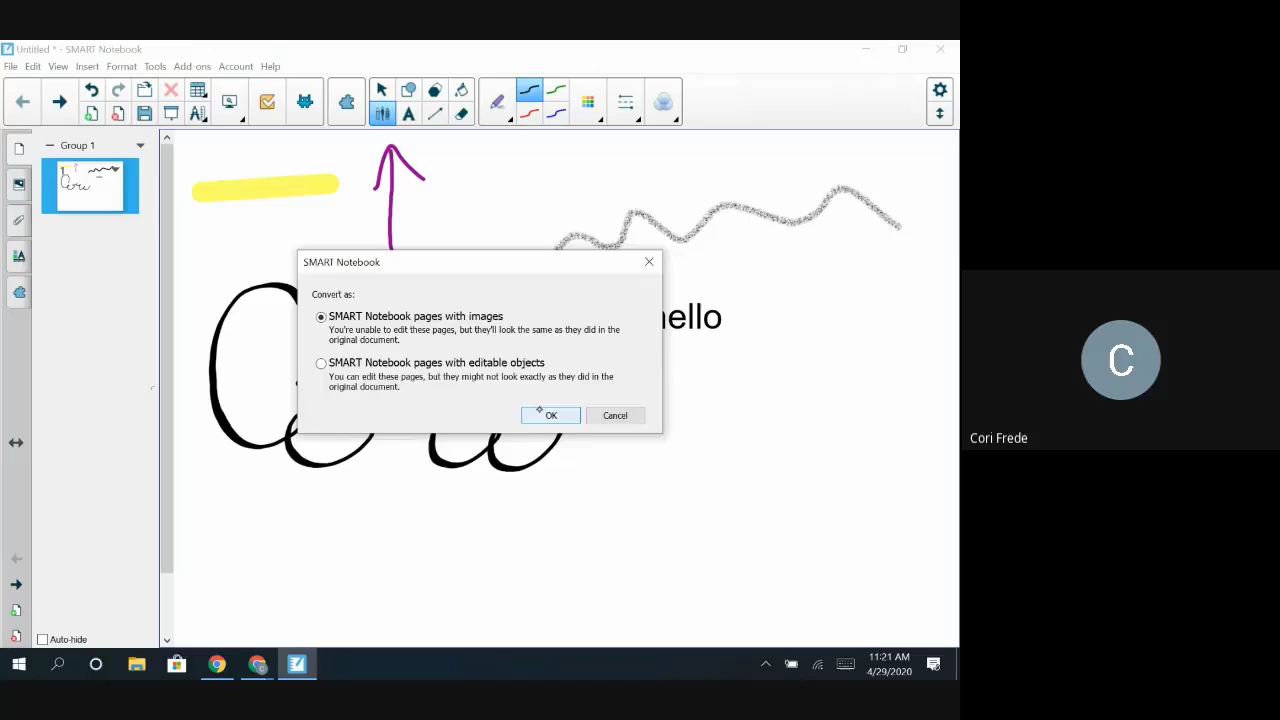 Untitled * - SMART Notebook
File Edit View Insert Format Tools Add-ons Account Help
Group 1
1
hello
SMART Notebook
Convert as:
SMART Notebook pages with images
You're unable to edit these pages, but they'll look the same as they did in the
original document.
SMART Notebook pages with editable objects
You can edit these pages, but they might not look exactly as they did in the
original document.
OK Cancel
C
Cori Frede
Auto-hide
11:21 AM
4/29/2020